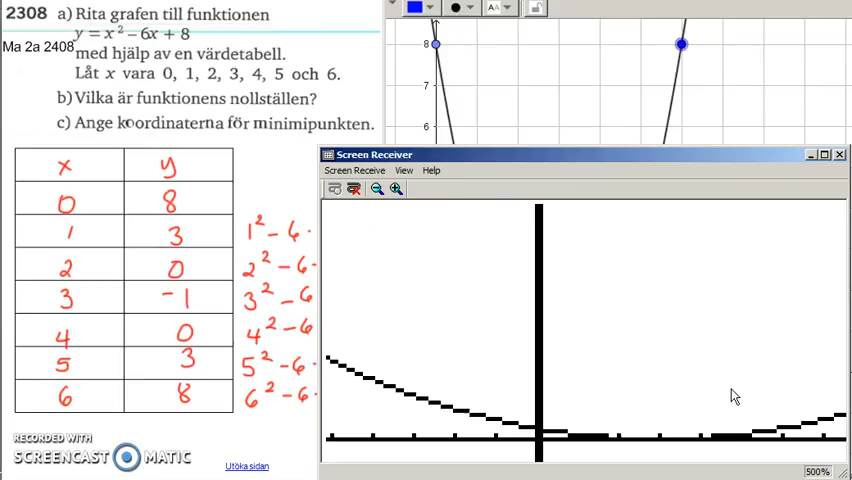 2308 a) Rita grafen till funktionen
y = x² – 6x + 8
Ma 2a 2408
med hjälp av en värdetabell.
Låt x vara 0, 1, 2, 3, 4, 5 och 6.
b) Vilka är funktionens nollställen?
c) Ange koordinaterna för minimipunkten.
x y
0 8
1 3 1² – 6 ·
2 0 2² – 6 ·
3 –1 3² – 6
4 0 4² – 6
5 3 5² – 6 ·
6 8 6² – 6 ·
RECORDED WITH
SCREENCAST MATIC
Utöka sidan
AA
8
7
6
Screen Receiver
Screen Receive View Help
500%